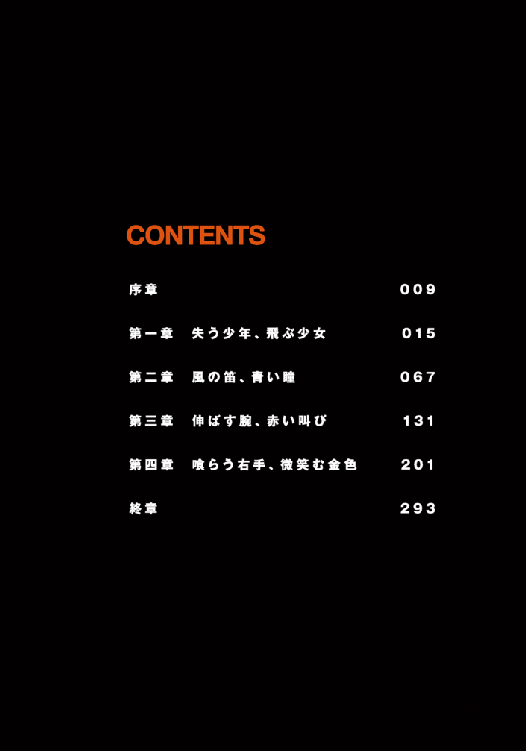 CONTENTS
序章 009
第一章 失う少年、飛ぶ少女 015
第二章 風の笛、青い瞳 067
第三章 伸ばす腕、赤い叫び 131
第四章 喰らう右手、微笑む金色 201
終章 293